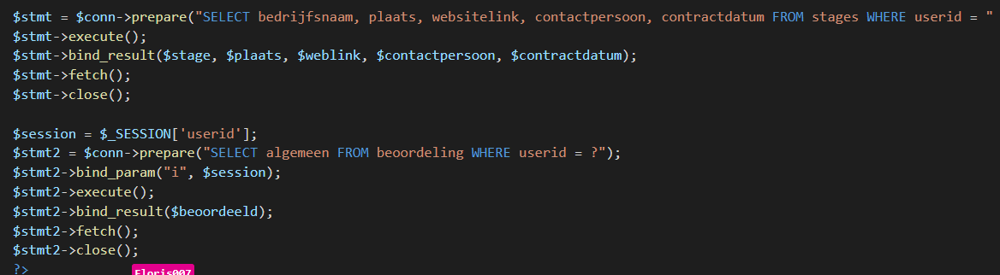 $stmt = $conn->prepare("SELECT bedrijfsnaam, plaats, websitelink, contactpersoon, contractdatum FROM stages WHERE userid = "
$stmt->execute();
$stmt->bind_result($stage, $plaats, $weblink, $contactpersoon, $contractdatum);
$stmt->fetch();
$stmt->close();
$session = $_SESSION['userid'];
$stmt2 = $conn->prepare("SELECT algemeen FROM beoordeling WHERE userid = ?");
$stmt2->bind_param("i", $session);
$stmt2->execute();
$stmt2->bind_result($beoordeeld);
$stmt2->fetch();
$stmt2->close();
?>
Floris007